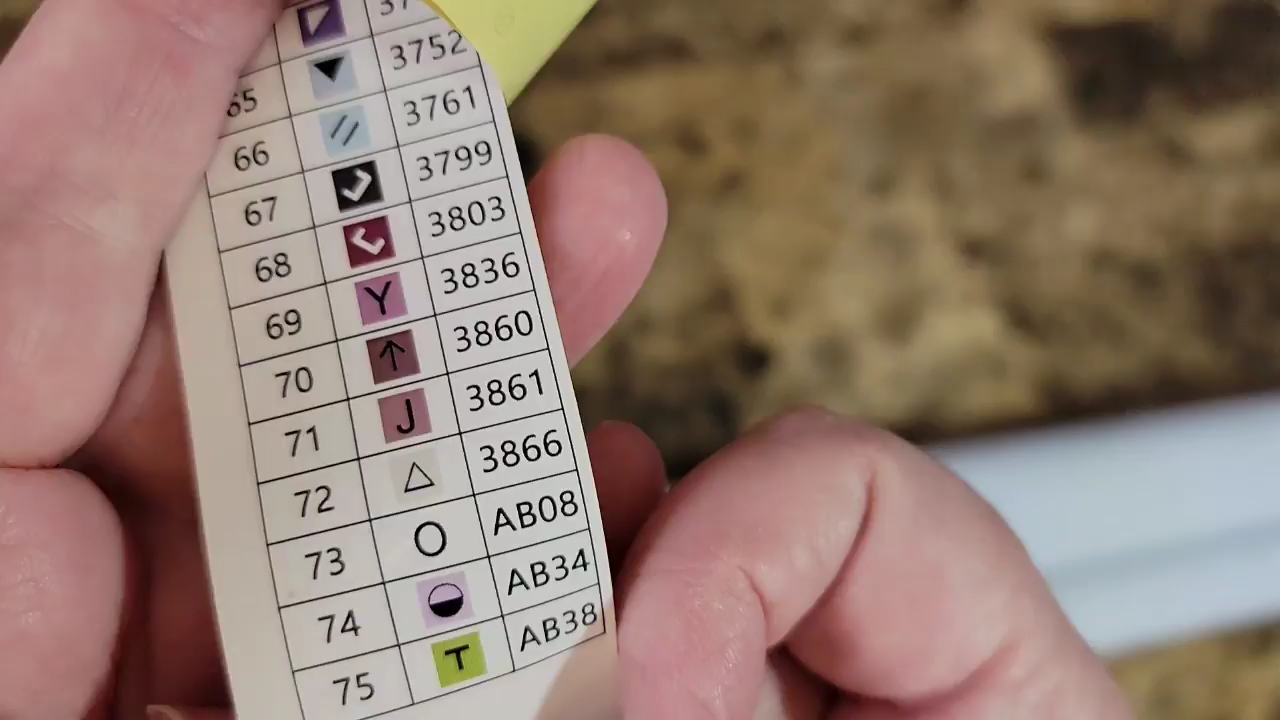 65 ▼ 3752
66 // 3761
67 3799
68 3803
69 Y 3836
70 ↑ 3860
71 J 3861
72 △ 3866
73 O AB08
74 AB34
75 T AB38